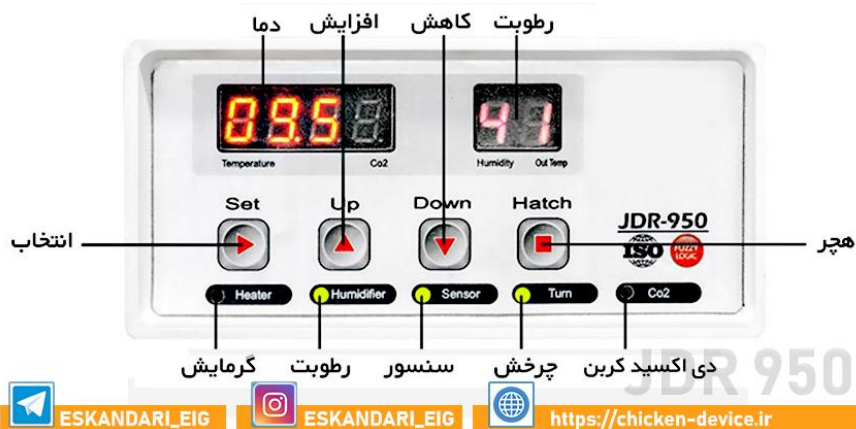 دما افزایش کاهش رطوبت
03.5 41
Temperature Co2 Humidity Out Temp
Set Up Down Hatch
JDR-950
ISO FUZZY LOGIC
انتخاب
هچر
Heater Humidifier Sensor Turn Co2
گرمایش رطوبت سنسور چرخش دی اکسید کربن
JDR 950
ESKANDARI_EIG ESKANDARI_EIG https://chicken-device.ir